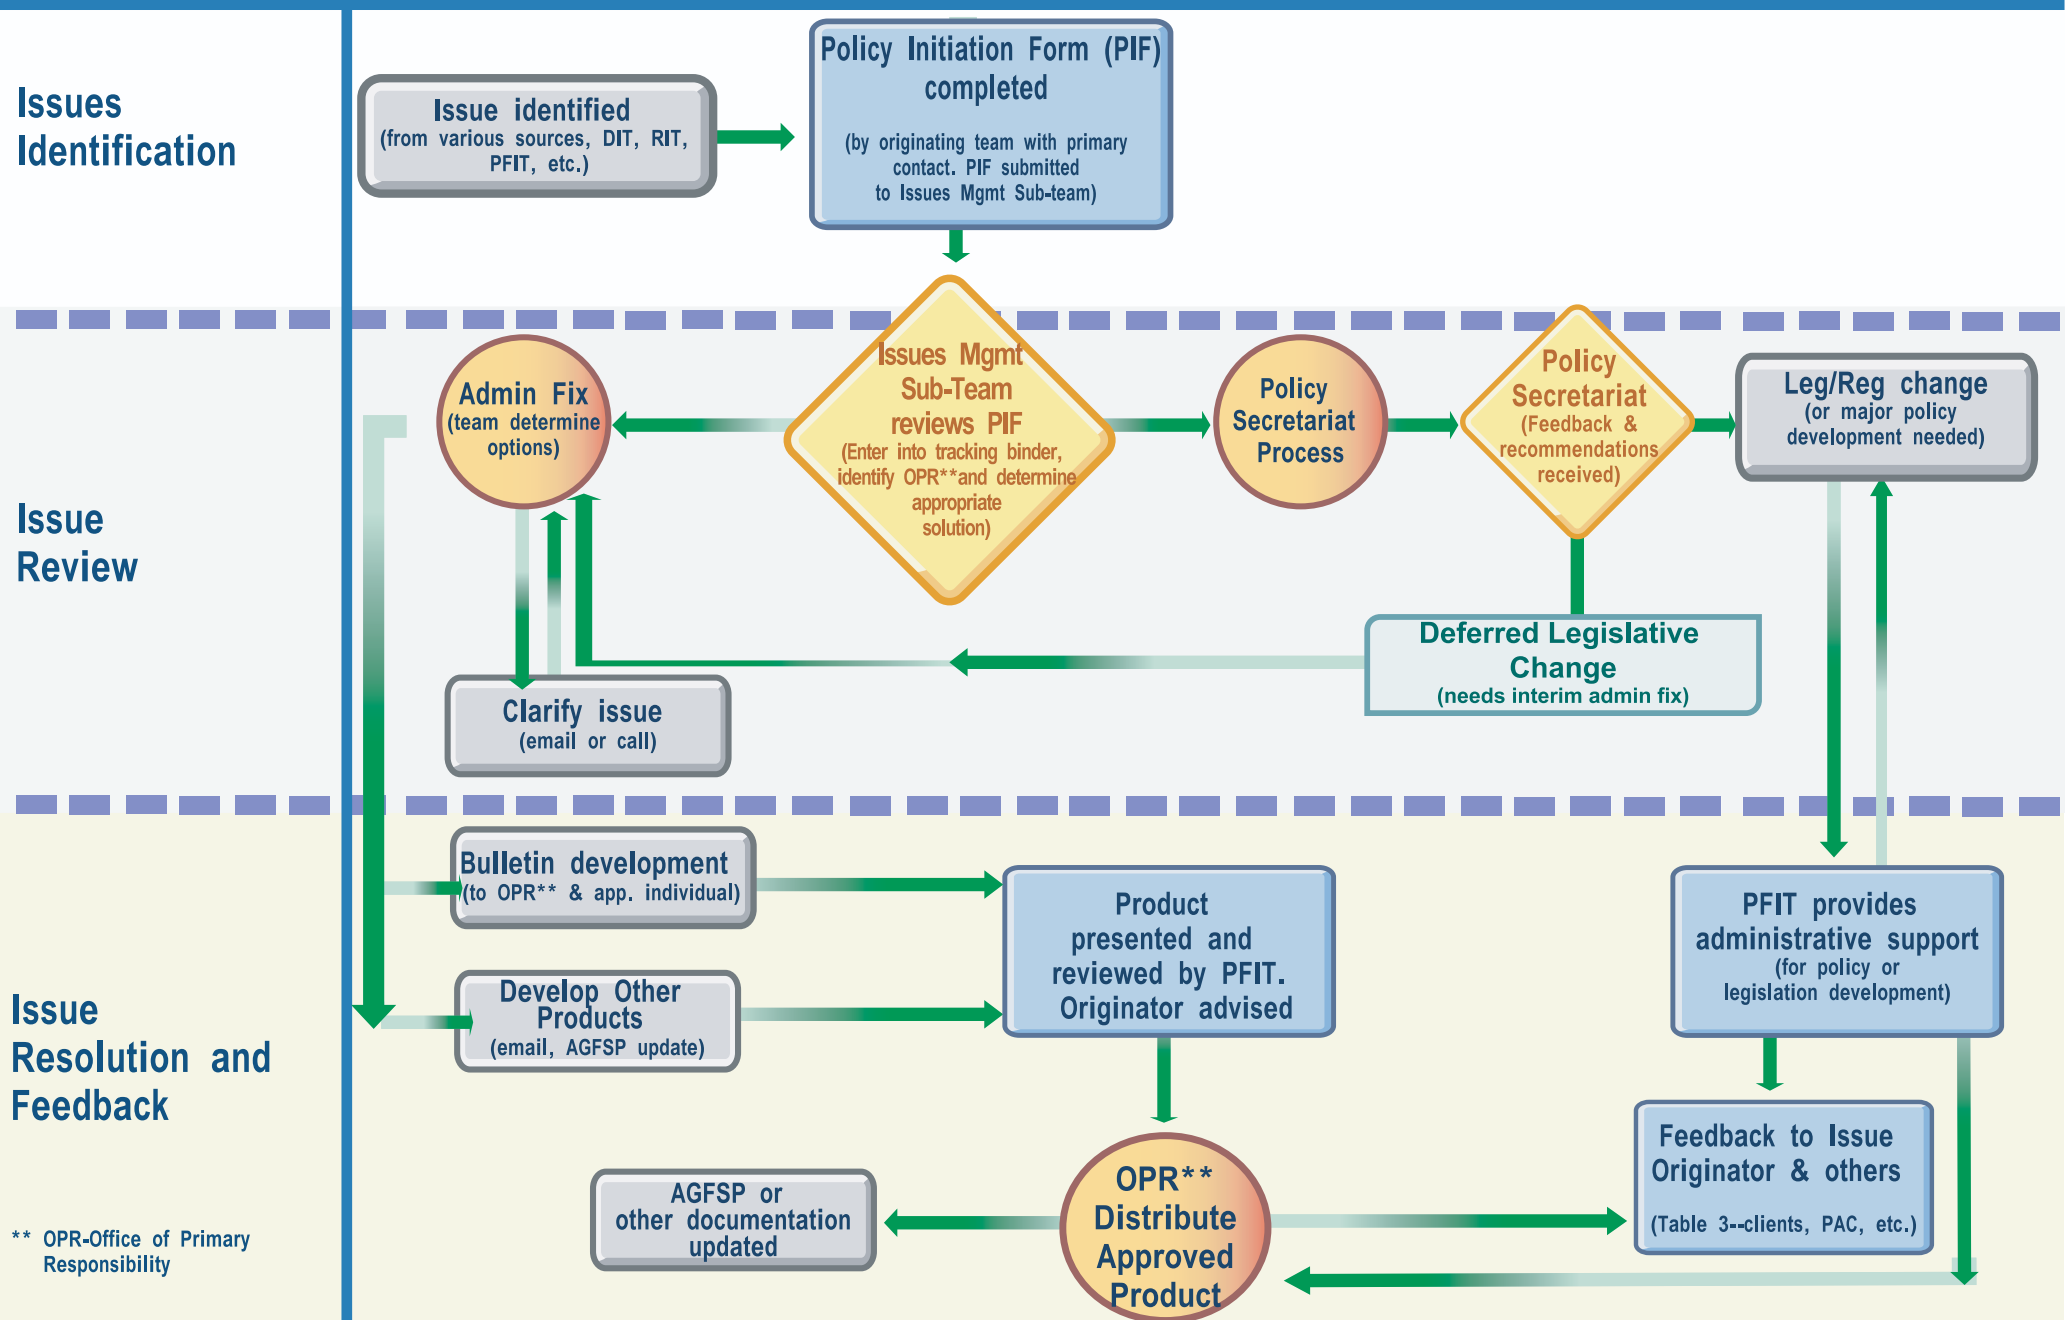 Issues
Identification
Issue identified
(from various sources, DIT, RIT,
PFIT, etc.)
Policy Initiation Form (PIF)
completed
(by originating team with primary
contact. PIF submitted
to Issues Mgmt Sub-team)
Issue
Review
Admin Fix
(team determine
options)
Issues Mgmt
Sub-Team
reviews PIF
(Enter into tracking binder,
identify OPR**and determine
appropriate
solution)
Policy
Secretariat
Process
Policy
Secretariat
(Feedback &
recommendations
received)
Leg/Reg change
(or major policy
development needed)
Deferred Legislative
Change
(needs interim admin fix)
Clarify issue
(email or call)
Issue
Resolution and
Feedback
Bulletin development
(to OPR** & app. individual)
Develop Other
Products
(email, AGFSP update)
Product
presented and
reviewed by PFIT.
Originator advised
PFIT provides
administrative support
(for policy or
legislation development)
Feedback to Issue
Originator & others
(Table 3--clients, PAC, etc.)
AGFSP or
other documentation
updated
OPR**
Distribute
Approved
Product
** OPR-Office of Primary
Responsibility